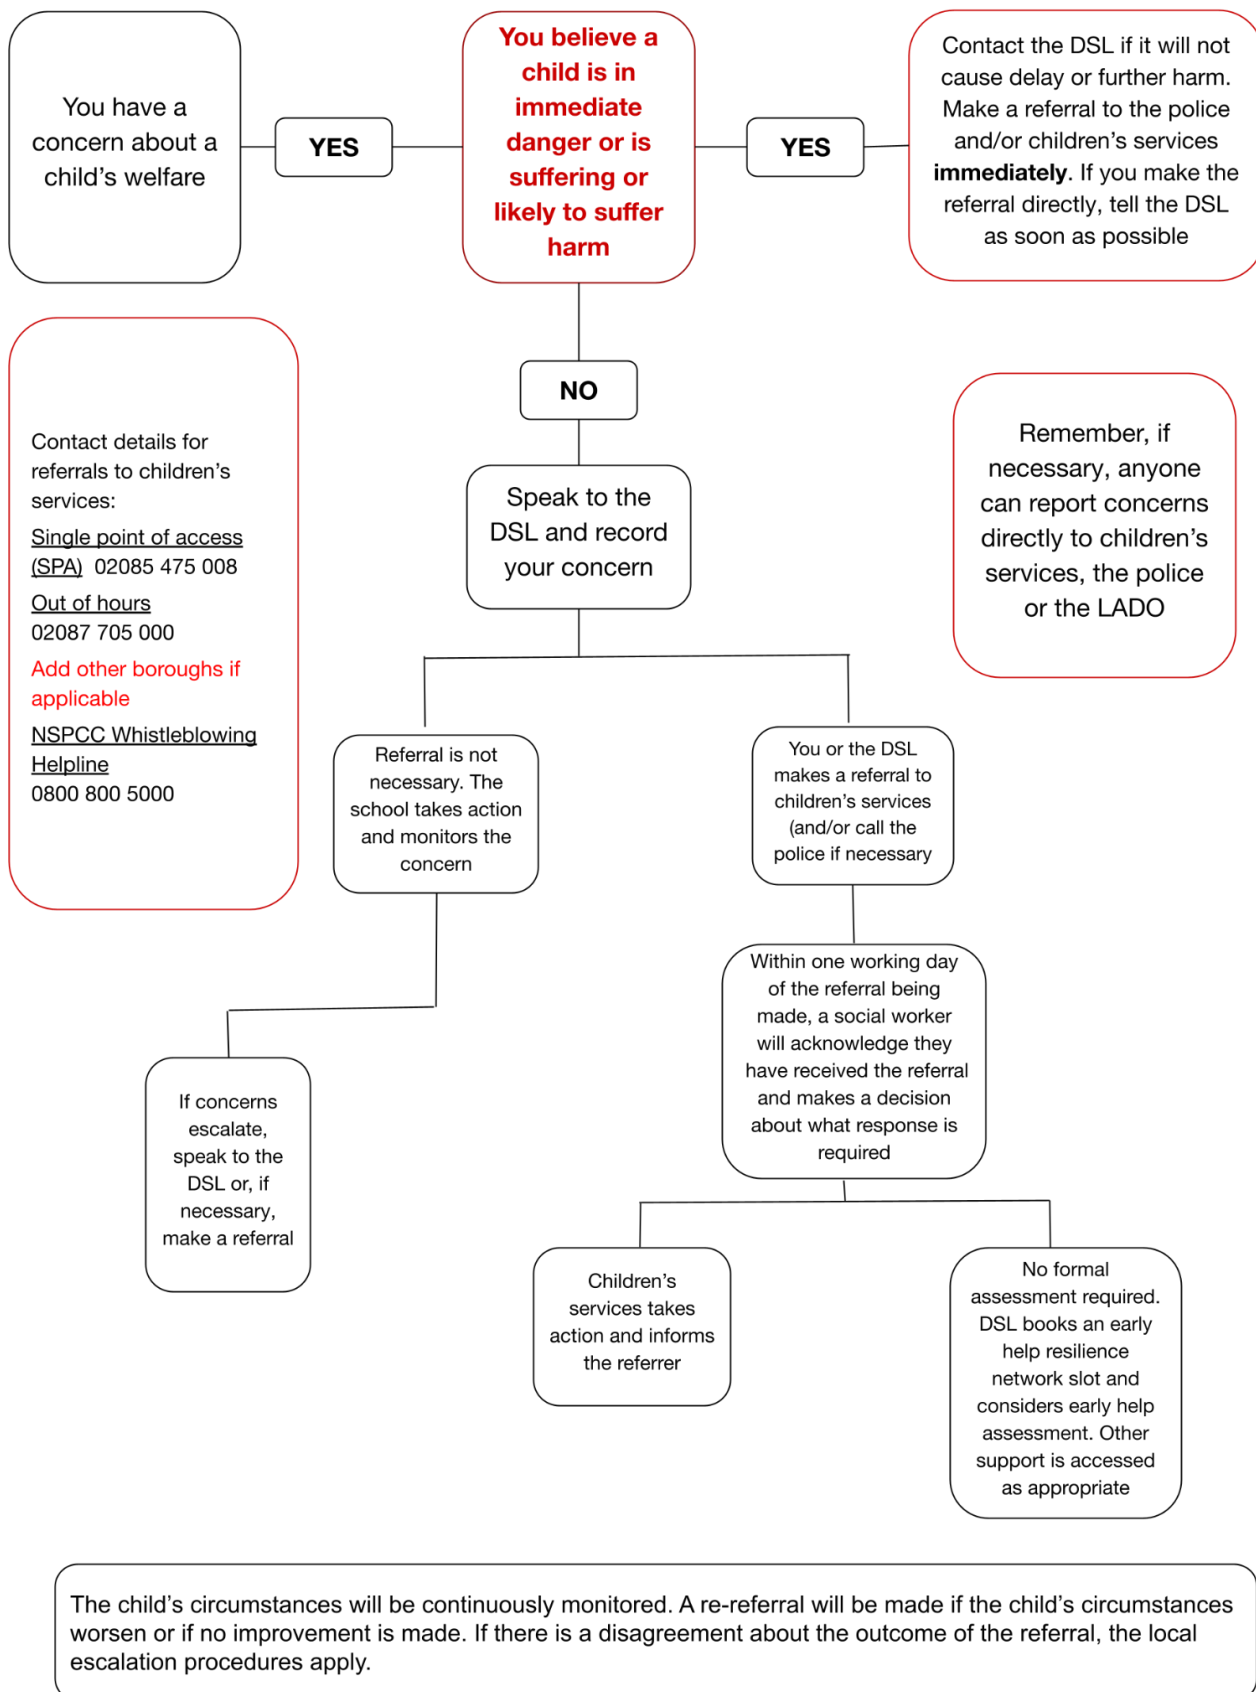 You have a
concern about a
child's welfare
YES
You believe a
child is in
immediate
danger or is
suffering or
likely to suffer
harm
YES
Contact the DSL if it will not
cause delay or further harm.
Make a referral to the police
and/or children's services
immediately. If you make the
referral directly, tell the DSL
as soon as possible
NO
Contact details for
referrals to children's
services:
Single point of access
(SPA)  02085 475 008
Out of hours
02087 705 000
Add other boroughs if
applicable
NSPCC Whistleblowing
Helpline
0800 800 5000
Speak to the
DSL and record
your concern
Remember, if
necessary, anyone
can report concerns
directly to children's
services, the police
or the LADO
Referral is not
necessary. The
school takes action
and monitors the
concern
You or the DSL
makes a referral to
children's services
(and/or call the
police if necessary
If concerns
escalate,
speak to the
DSL or, if
necessary,
make a referral
Within one working day
of the referral being
made, a social worker
will acknowledge they
have received the referral
and makes a decision
about what response is
required
Children's
services takes
action and informs
the referrer
No formal
assessment required.
DSL books an early
help resilience
network slot and
considers early help
assessment. Other
support is accessed
as appropriate
The child's circumstances will be continuously monitored. A re-referral will be made if the child's circumstances
worsen or if no improvement is made. If there is a disagreement about the outcome of the referral, the local
escalation procedures apply.